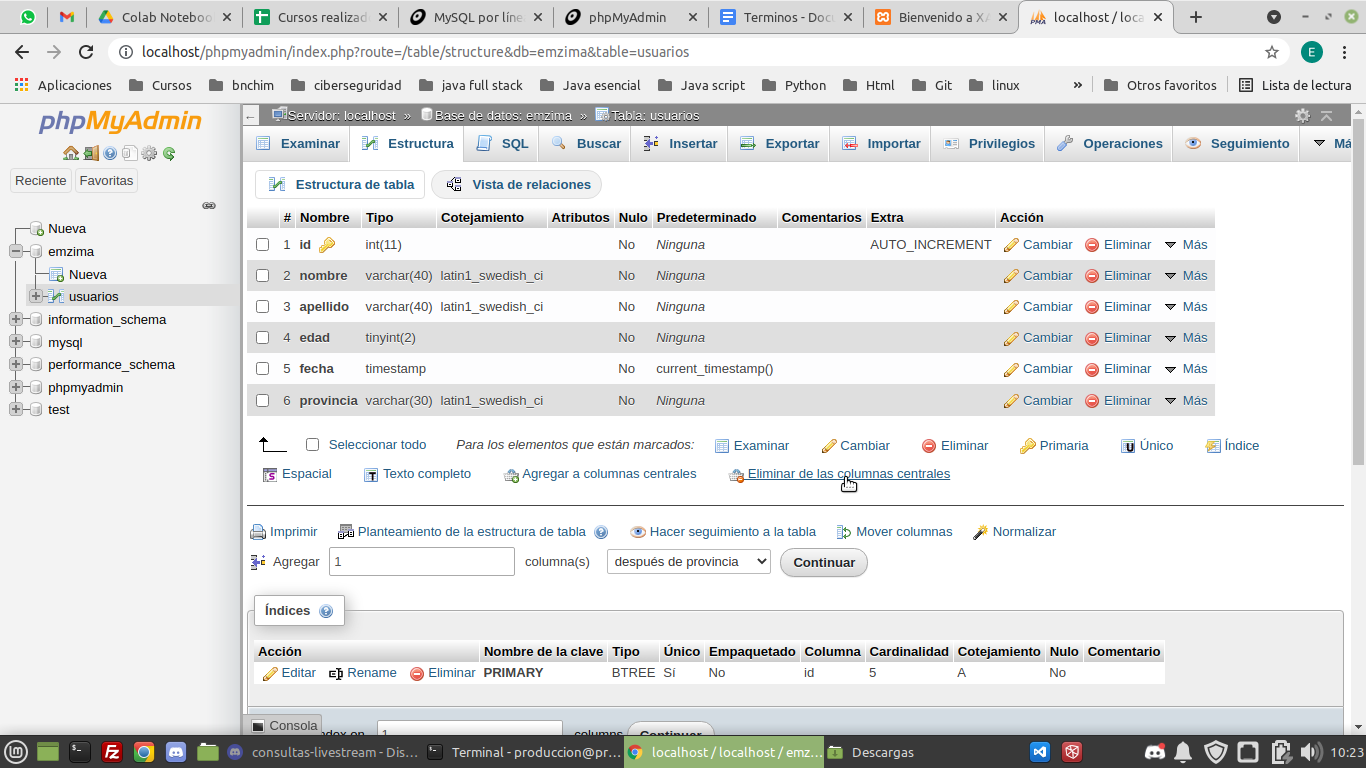 Colab Noteboo
Cursos realizad
MySQL por líne
phpMyAdmin
Terminos - Doc
Bienvenido a XA
localhost / loca
localhost/phpmyadmin/index.php?route=/table/structure&db=emzima&table=usuarios
E
Aplicaciones Cursos bnchim ciberseguridad java full stack Java esencial Java script Python Html Git linux » Otros favoritos Lista de lectura
phpMyAdmin
Reciente Favoritas
Nueva
emzima
Nueva
usuarios
information_schema
mysql
performance_schema
phpmyadmin
test
Servidor: localhost » Base de datos: emzima » Tabla: usuarios
Examinar Estructura SQL Buscar Insertar Exportar Importar Privilegios Operaciones Seguimiento Má
Estructura de tabla Vista de relaciones
# Nombre Tipo Cotejamiento Atributos Nulo Predeterminado Comentarios Extra Acción
1 id int(11) No Ninguna AUTO_INCREMENT Cambiar Eliminar Más
2 nombre varchar(40) latin1_swedish_ci No Ninguna Cambiar Eliminar Más
3 apellido varchar(40) latin1_swedish_ci No Ninguna Cambiar Eliminar Más
4 edad tinyint(2) No Ninguna Cambiar Eliminar Más
5 fecha timestamp No current_timestamp() Cambiar Eliminar Más
6 provincia varchar(30) latin1_swedish_ci No Ninguna Cambiar Eliminar Más
Seleccionar todo Para los elementos que están marcados: Examinar Cambiar Eliminar Primaria Único Índice
Espacial Texto completo Agregar a columnas centrales Eliminar de las columnas centrales
Imprimir Planteamiento de la estructura de tabla Hacer seguimiento a la tabla Mover columnas Normalizar
Agregar 1 columna(s) después de provincia Continuar
Índices
Acción Nombre de la clave Tipo Único Empaquetado Columna Cardinalidad Cotejamiento Nulo Comentario
Editar Rename Eliminar PRIMARY BTREE Sí No id 5 A No
Consola
columns Continuar
consultas-livestream - Dis... Terminal - produccion@pr... localhost / localhost / emz... Descargas 10:23